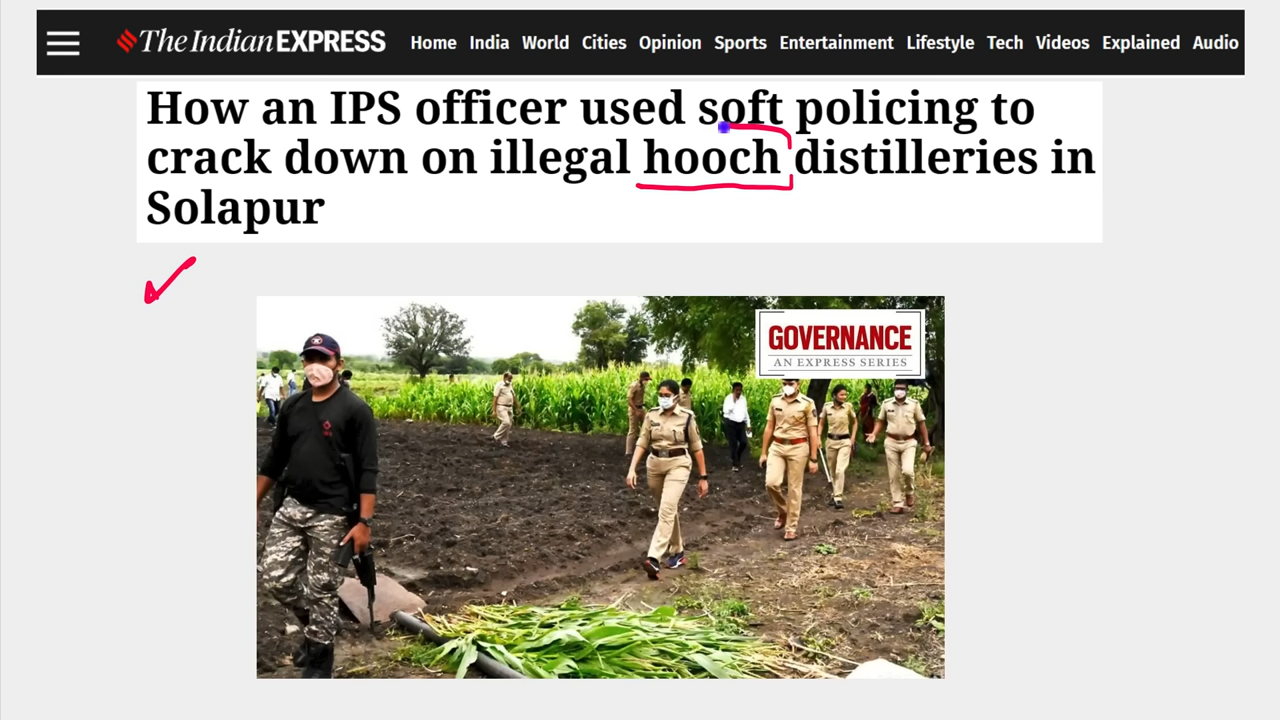 The Indian EXPRESS Home India World Cities Opinion Sports Entertainment Lifestyle Tech Videos Explained Audio
How an IPS officer used soft policing to
crack down on illegal hooch distilleries in
Solapur
GOVERNANCE
AN EXPRESS SERIES